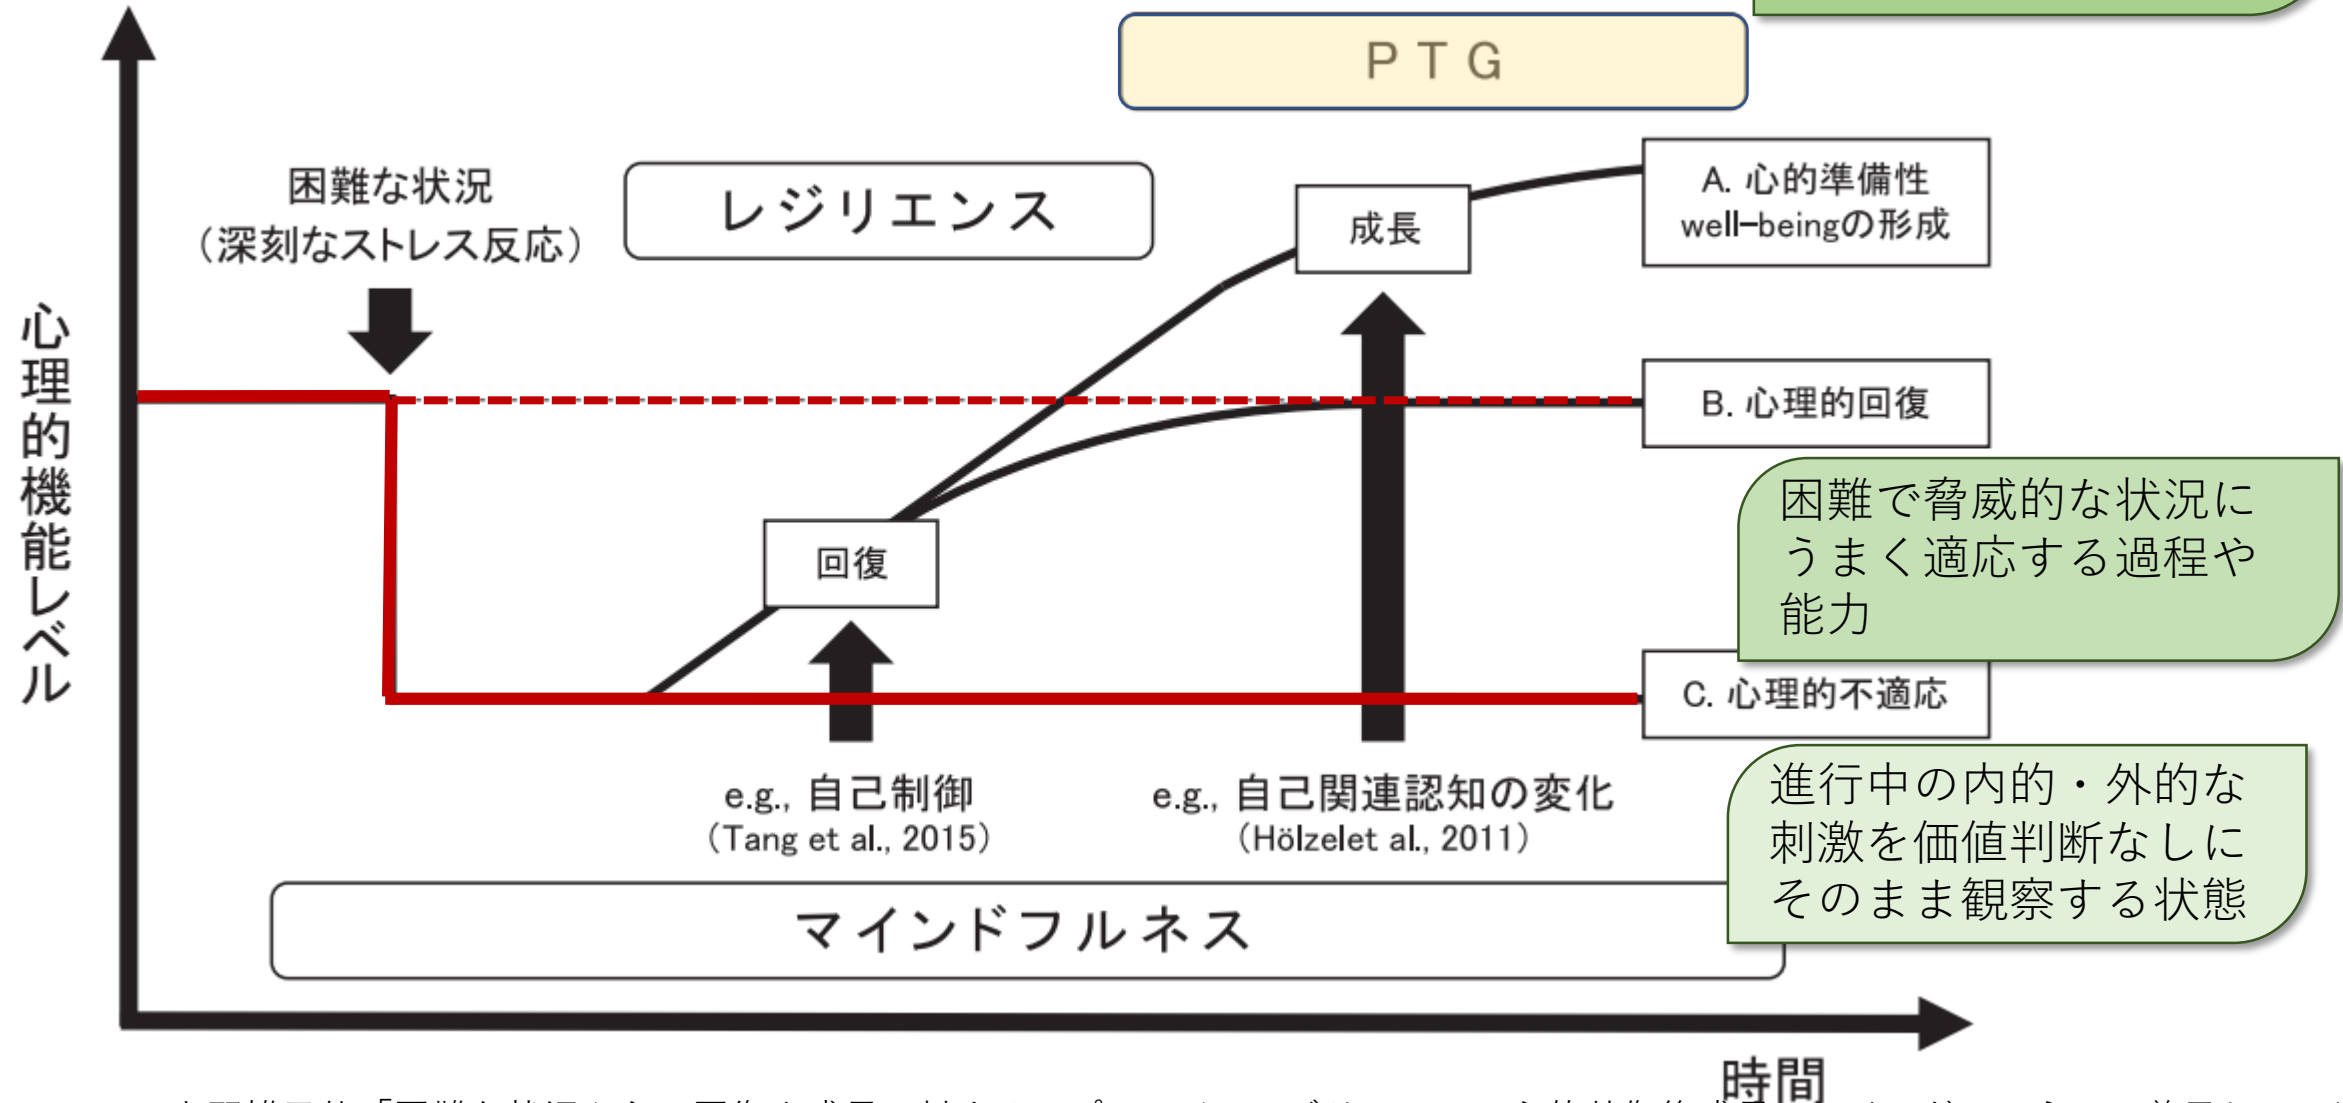 PTG
困難な状況
（深刻なストレス反応）
レジリエンス
成長
A. 心的準備性
well-beingの形成
心理的機能レベル
B. 心理的回復
困難で脅威的な状況に
うまく適応する過程や
能力
回復
C. 心理的不適応
e.g., 自己制御
（Tang et al., 2015）
e.g., 自己関連認知の変化
（Hölzelet al., 2011）
進行中の内的・外的な
刺激を価値判断なしに
そのまま観察する状態
マインドフルネス
時間